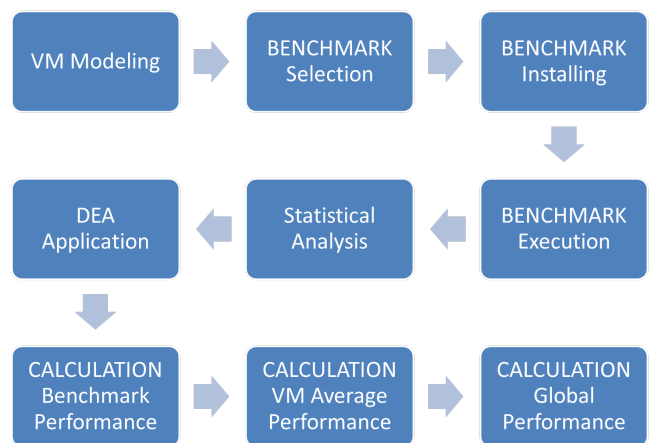 VM Modeling
BENCHMARK
Selection
BENCHMARK
Installing
DEA
Application
Statistical
Analysis
BENCHMARK
Execution
CALCULATION
Benchmark
Performance
CALCULATION
VM Average
Performance
CALCULATION
Global
Performance